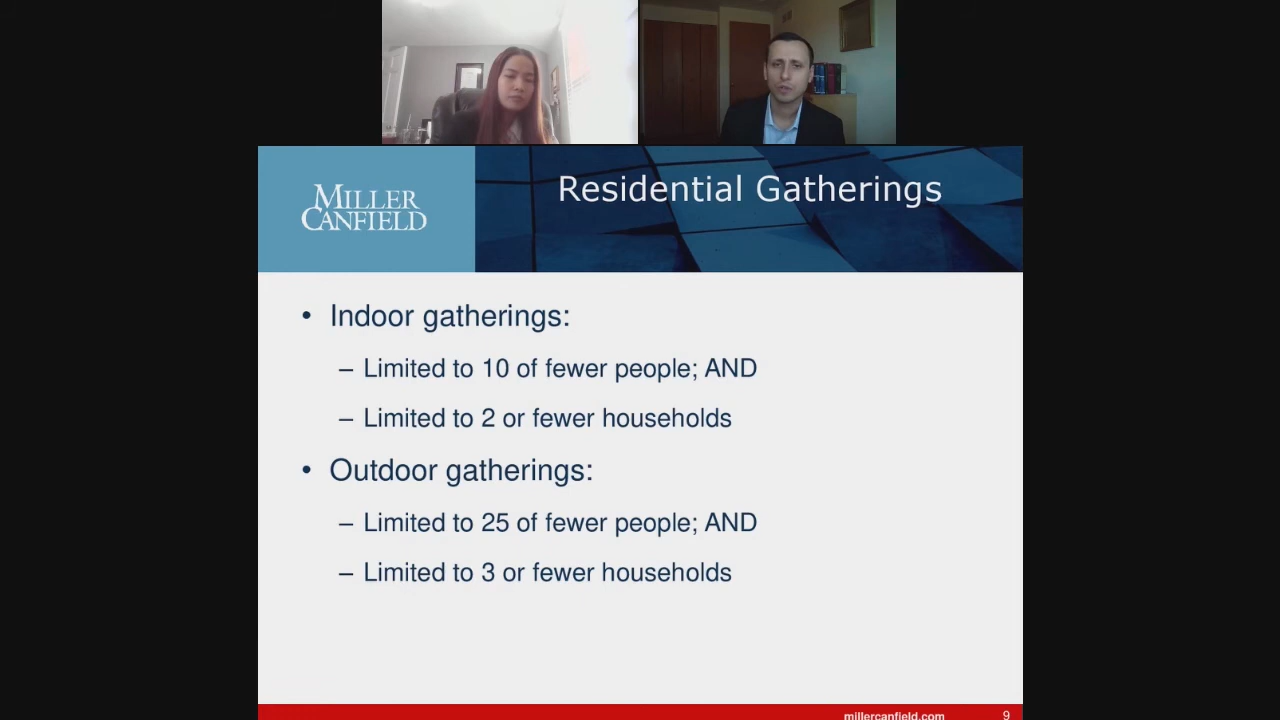 MILLER
CANFIELD
Residential Gatherings
• Indoor gatherings:
– Limited to 10 of fewer people; AND
– Limited to 2 or fewer households
• Outdoor gatherings:
– Limited to 25 of fewer people; AND
– Limited to 3 or fewer households
millercanfield.com 9